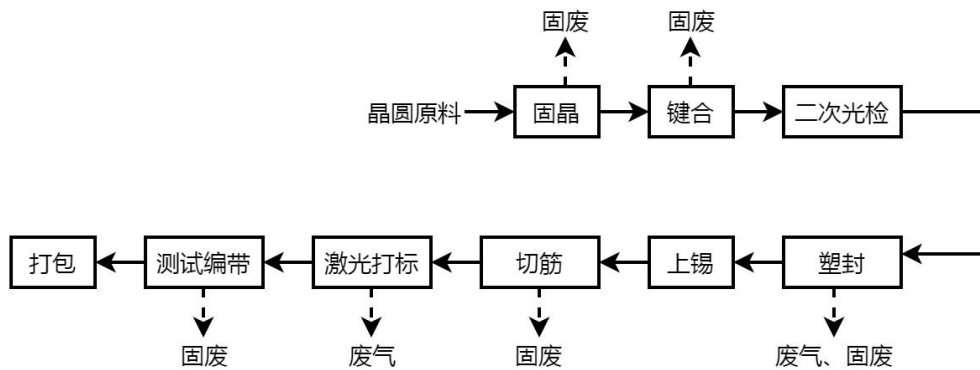 固废 固废
晶圆原料 固晶 键合 二次光检
打包 测试编带 激光打标 切筋 上锡 塑封
固废 废气 固废 废气、固废